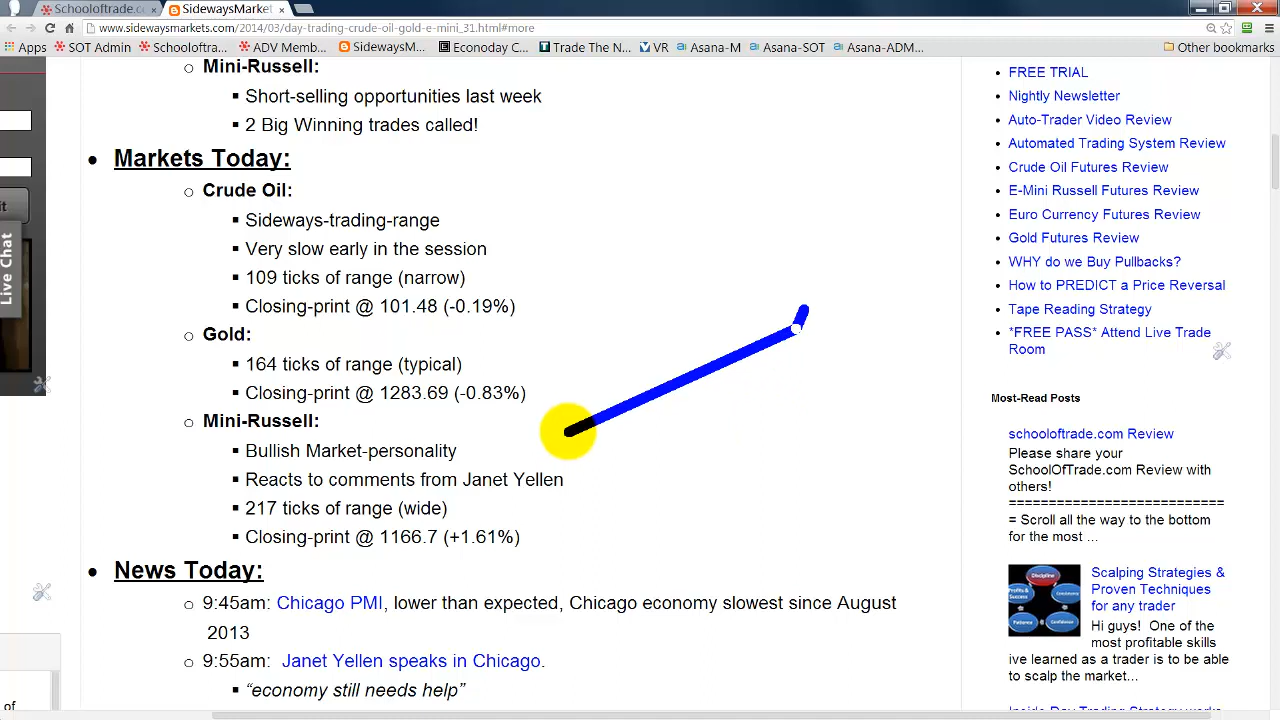 Schooloftrade.c...
SidewaysMarket
www.sidewaysmarkets.com/2014/03/day-trading-crude-oil-gold-e-mini_31.html#more
Apps SOT Admin Schooloftra... ADV Memb... SidewaysM... Econoday C... Trade The N... VR Asana-M Asana-SOT Asana-ADM... Other bookmarks
Live Chat
it
of
Mini-Russell:
Short-selling opportunities last week
2 Big Winning trades called!
Markets Today:
Crude Oil:
Sideways-trading-range
Very slow early in the session
109 ticks of range (narrow)
Closing-print @ 101.48 (-0.19%)
Gold:
164 ticks of range (typical)
Closing-print @ 1283.69 (-0.83%)
Mini-Russell:
Bullish Market-personality
Reacts to comments from Janet Yellen
217 ticks of range (wide)
Closing-print @ 1166.7 (+1.61%)
News Today:
9:45am: Chicago PMI, lower than expected, Chicago economy slowest since August
2013
9:55am: Janet Yellen speaks in Chicago.
“economy still needs help”
FREE TRIAL
Nightly Newsletter
Auto-Trader Video Review
Automated Trading System Review
Crude Oil Futures Review
E-Mini Russell Futures Review
Euro Currency Futures Review
Gold Futures Review
WHY do we Buy Pullbacks?
How to PREDICT a Price Reversal
Tape Reading Strategy
*FREE PASS* Attend Live Trade
Room
Most-Read Posts
schooloftrade.com Review
Please share your
SchoolOfTrade.com Review with
others!
==========================
= Scroll all the way to the bottom
for the most ...
Scalping Strategies &
Proven Techniques
for any trader
Hi guys! One of the
most profitable skills
ive learned as a trader is to be able
to scalp the market...
Inside Day Trading Strategy works